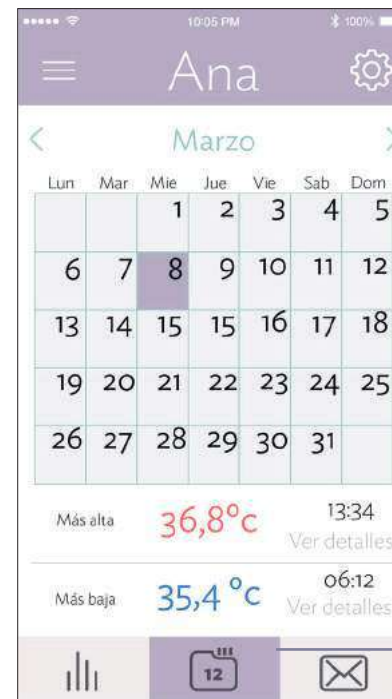 10:05 PM 100%
Ana
Marzo
Lun Mar Mie Jue Vie Sab Dom
1 2 3 4 5
6 7 8 9 10 11 12
13 14 15 15 16 17 18
19 20 21 22 23 24 25
26 27 28 29 30 31
Más alta 36,8°c 13:34
Ver detalles
Más baja 35,4 °c 06:12
Ver detalles
12